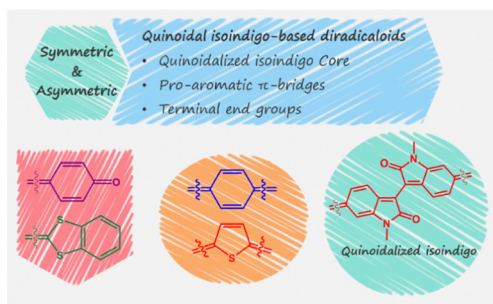 Symmetric
&
Asymmetric
Quinoidal isoindigo-based diradicaloids
• Quinoidalized isoindigo Core
• Pro-aromatic π-bridges
• Terminal end groups
O
S
S
S
O
N
N
O
Quinoidalized isoindigo